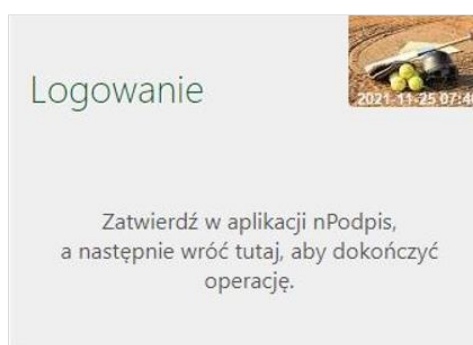 Logowanie
2021-11-25 07:4
Zatwierdź w aplikacji nPodpis,
a następnie wróć tutaj, aby dokończyć
operację.